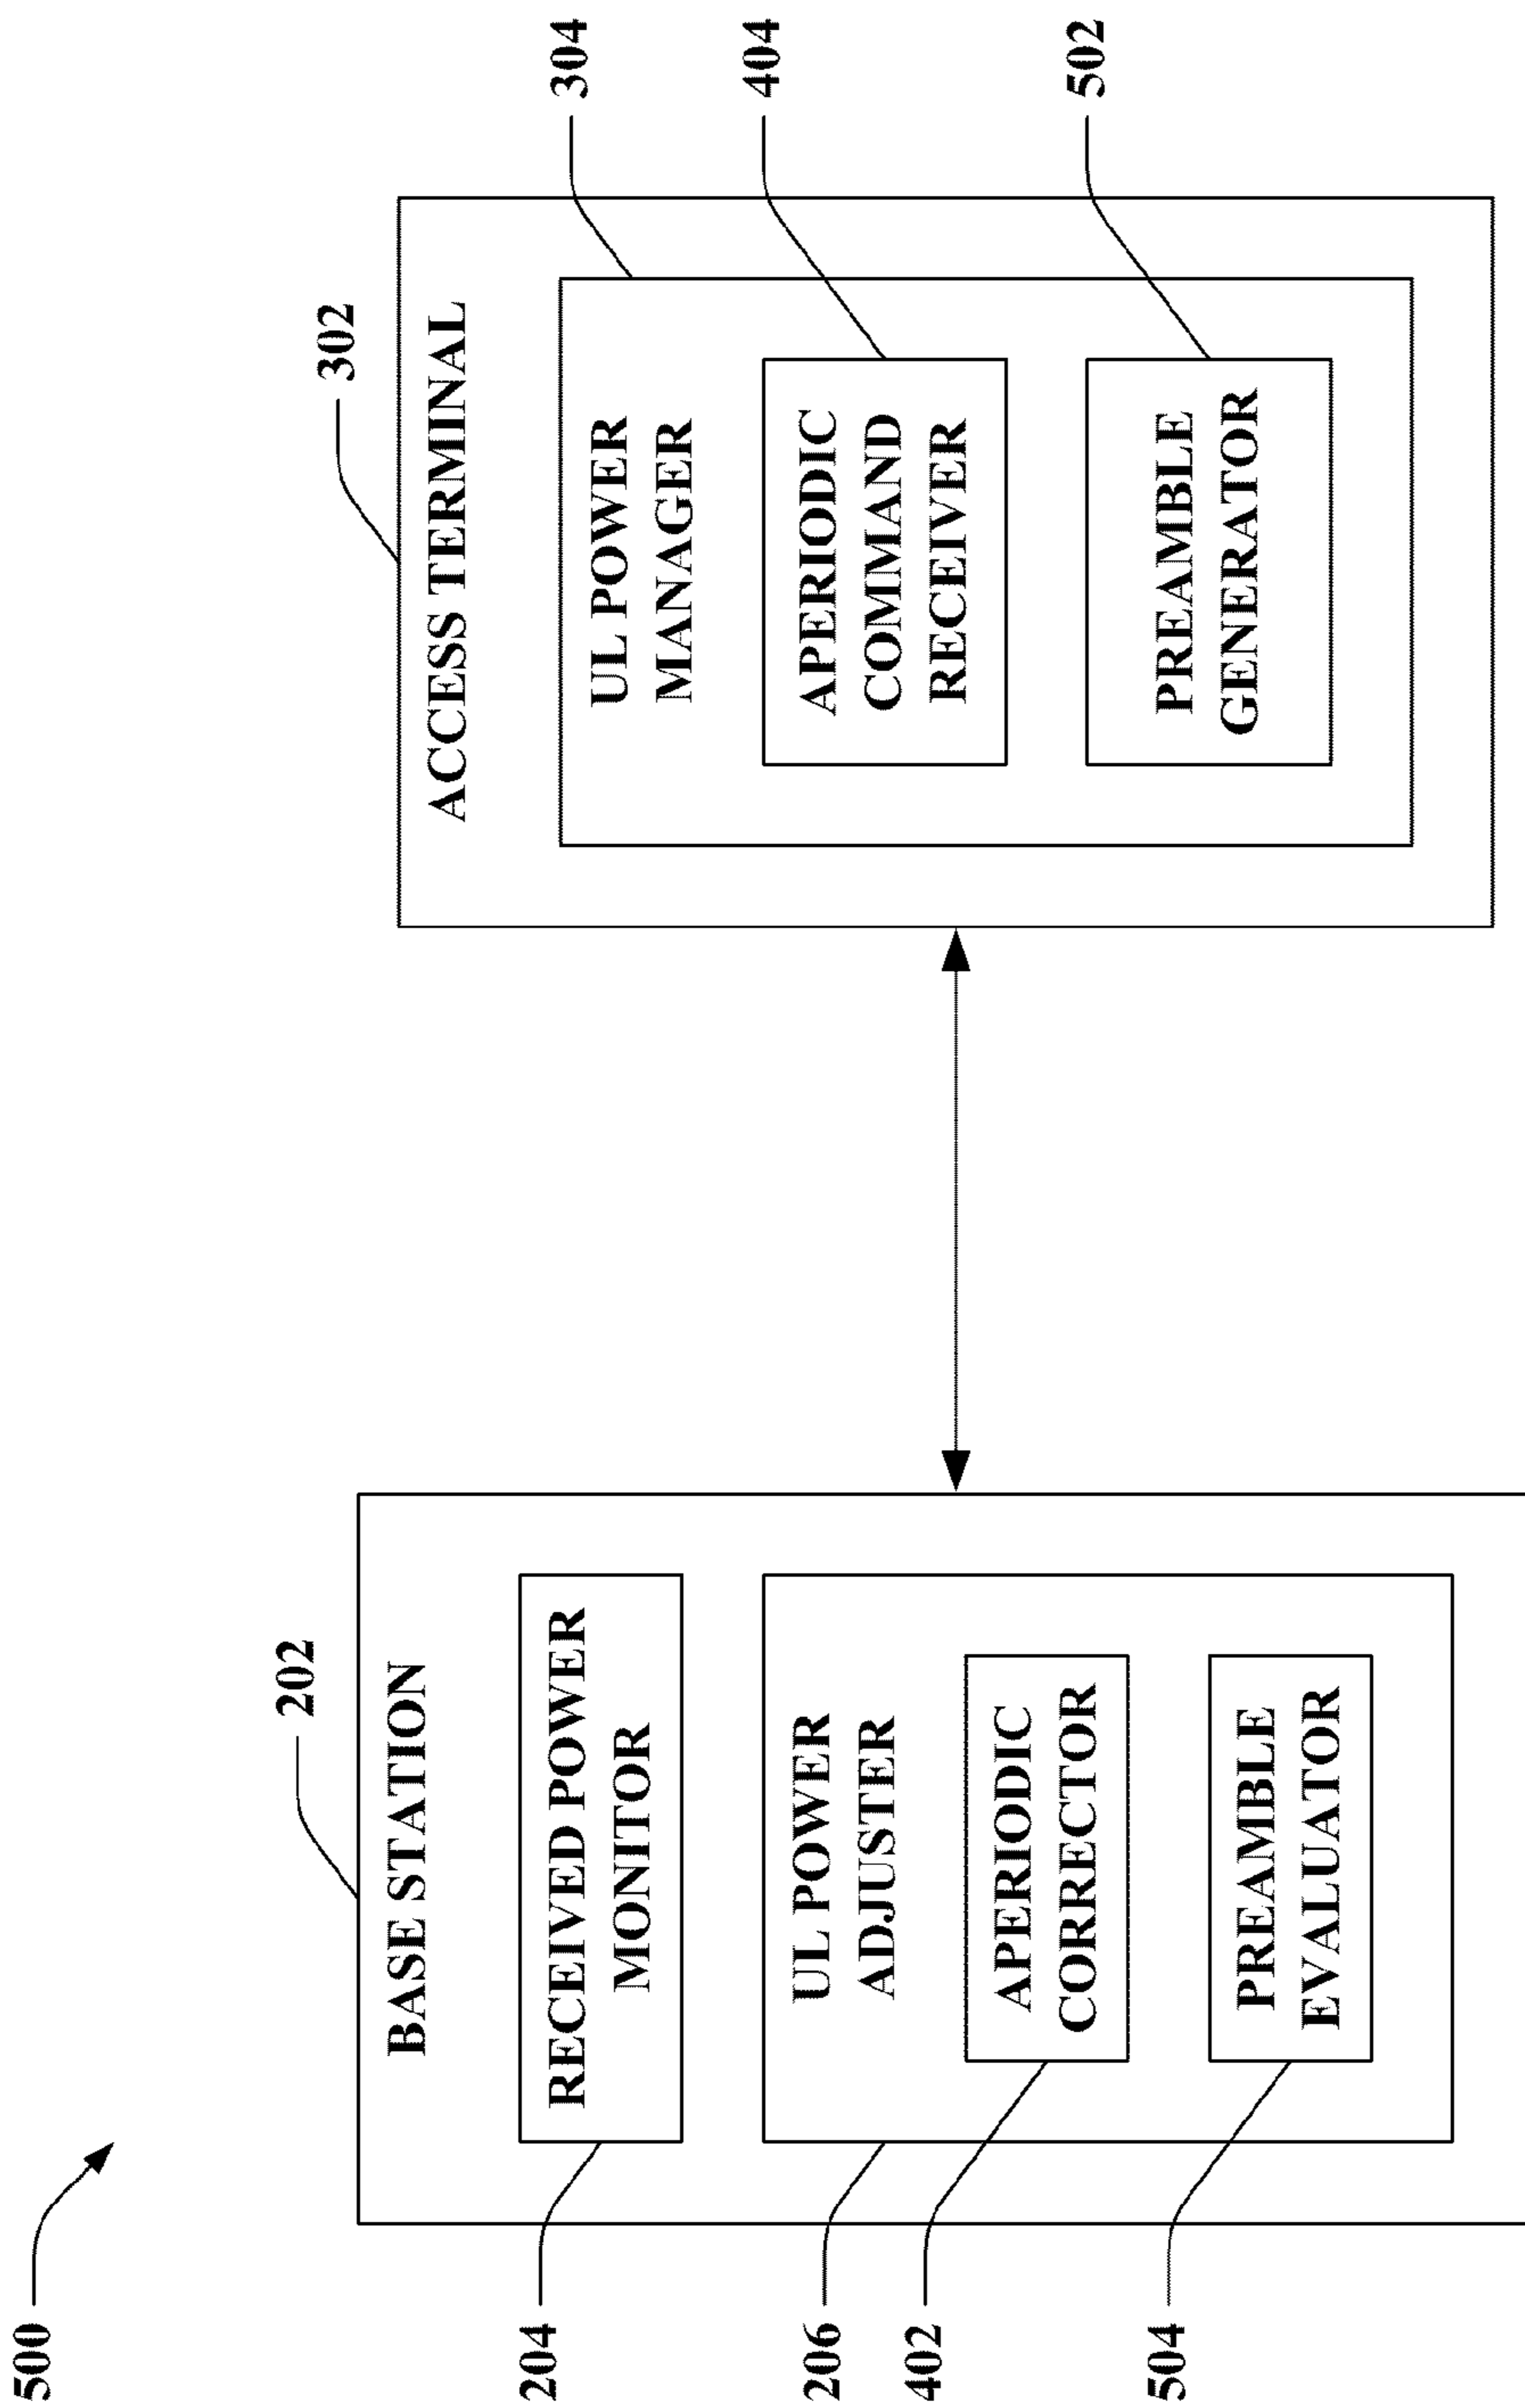 500
202
BASE STATION
204
RECEIVED POWER
MONITOR
206
UL POWER
ADJUSTER
402
APERIODIC
CORRECTOR
504
PREAMBLE
EVALUATOR
302
ACCESS TERMINAL
304
UL POWER
MANAGER
404
APERIODIC
COMMAND
RECEIVER
502
PREAMBLE
GENERATOR